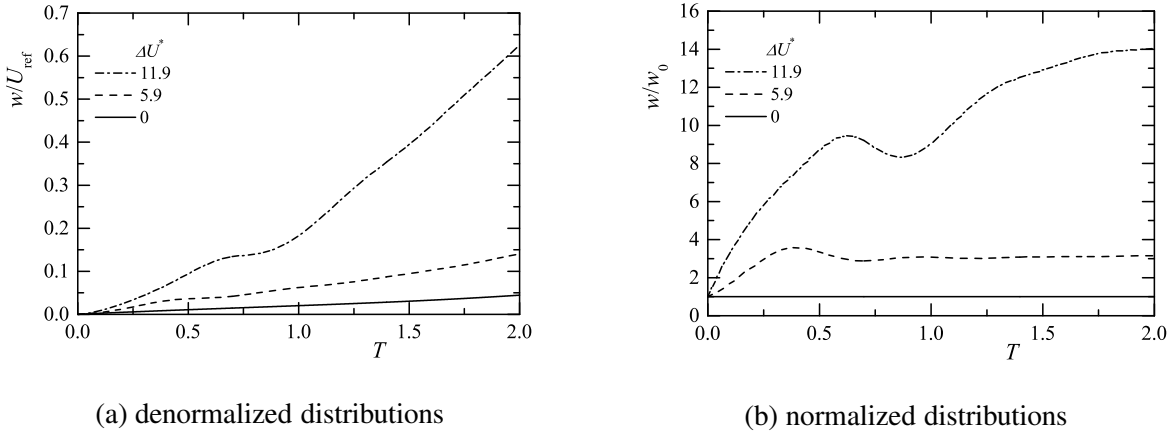 0.7
0.6
0.5
0.4
0.3
0.2
0.1
0.0
w/U_ref
ΔU*
11.9
5.9
0
0.0 0.5 1.0 1.5 2.0
T
(a) denormalized distributions
16
14
12
10
8
6
4
2
0
w/w_0
ΔU*
11.9
5.9
0
0.0 0.5 1.0 1.5 2.0
T
(b) normalized distributions